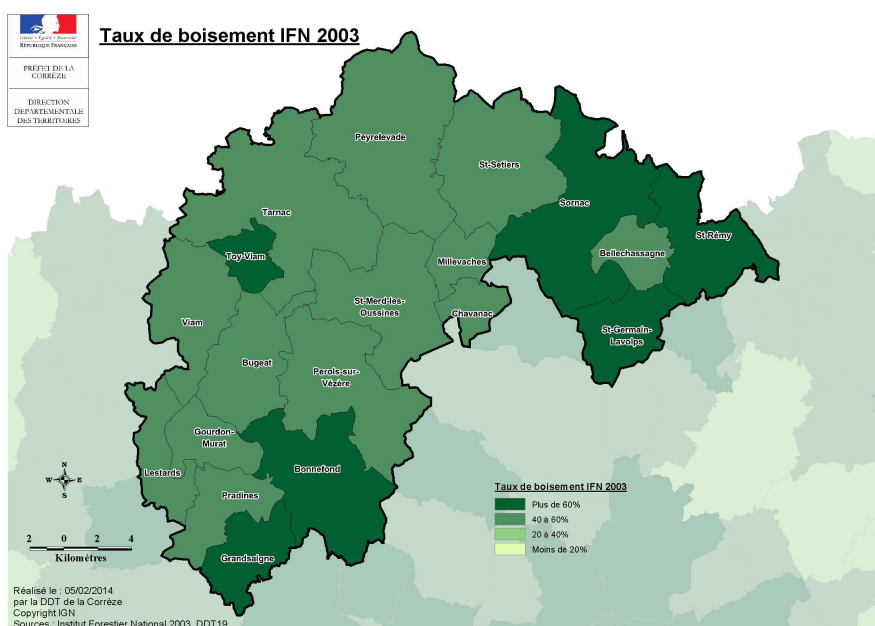 Taux de boisement IFN 2003
Liberté • Égalité • Fraternité
RÉPUBLIQUE FRANÇAISE
PRÉFET DE LA
CORRÈZE
DIRECTION
DEPARTEMENTALE
DES TERRITOIRES
Peyrelevade
St-Setiers
Sornac
Tarnac
St-Rémy
Toy-Viam
Bellechassagne
Millevaches
St-Merd-les-
Oussines
Chavanac
Viam
St-Germain-
Lavolps
Bugeat
Pérols-sur-
Vézère
Gourdon-
Murat
Lestards
Bonnefond
Pradines
Grandsaigne
N
W E
S
2 0 2 4
Kilomètres
Taux de boisement IFN 2003
Plus de 60%
40 à 60%
20 à 40%
Moins de 20%
Réalisé le : 05/02/2014
par la DDT de la Corrèze
Copyright IGN
Sources : Institut Forestier National 2003, DDT19